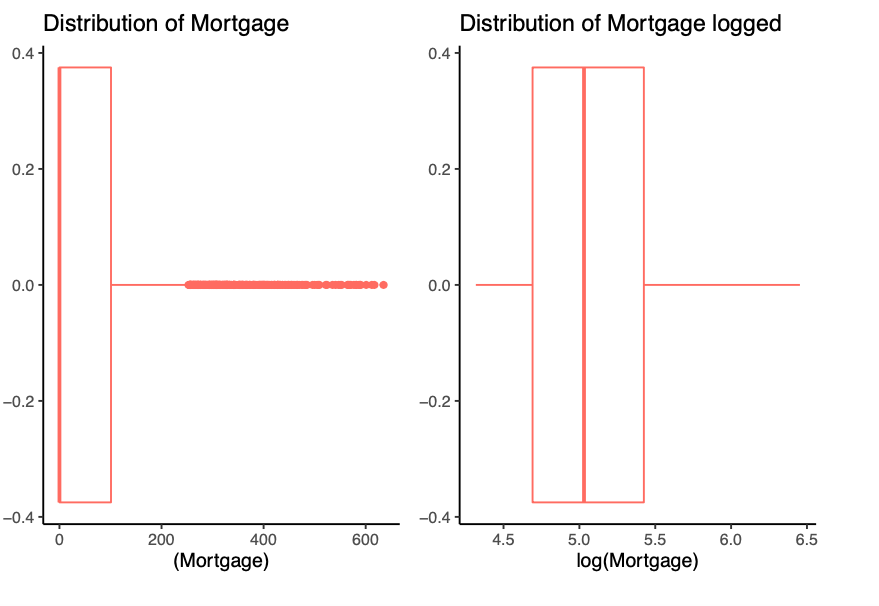 Distribution of Mortgage
0.4
0.2
0.0
−0.2
−0.4
0 200 400 600
(Mortgage)
Distribution of Mortgage logged
0.4
0.2
0.0
−0.2
−0.4
4.5 5.0 5.5 6.0 6.5
log(Mortgage)